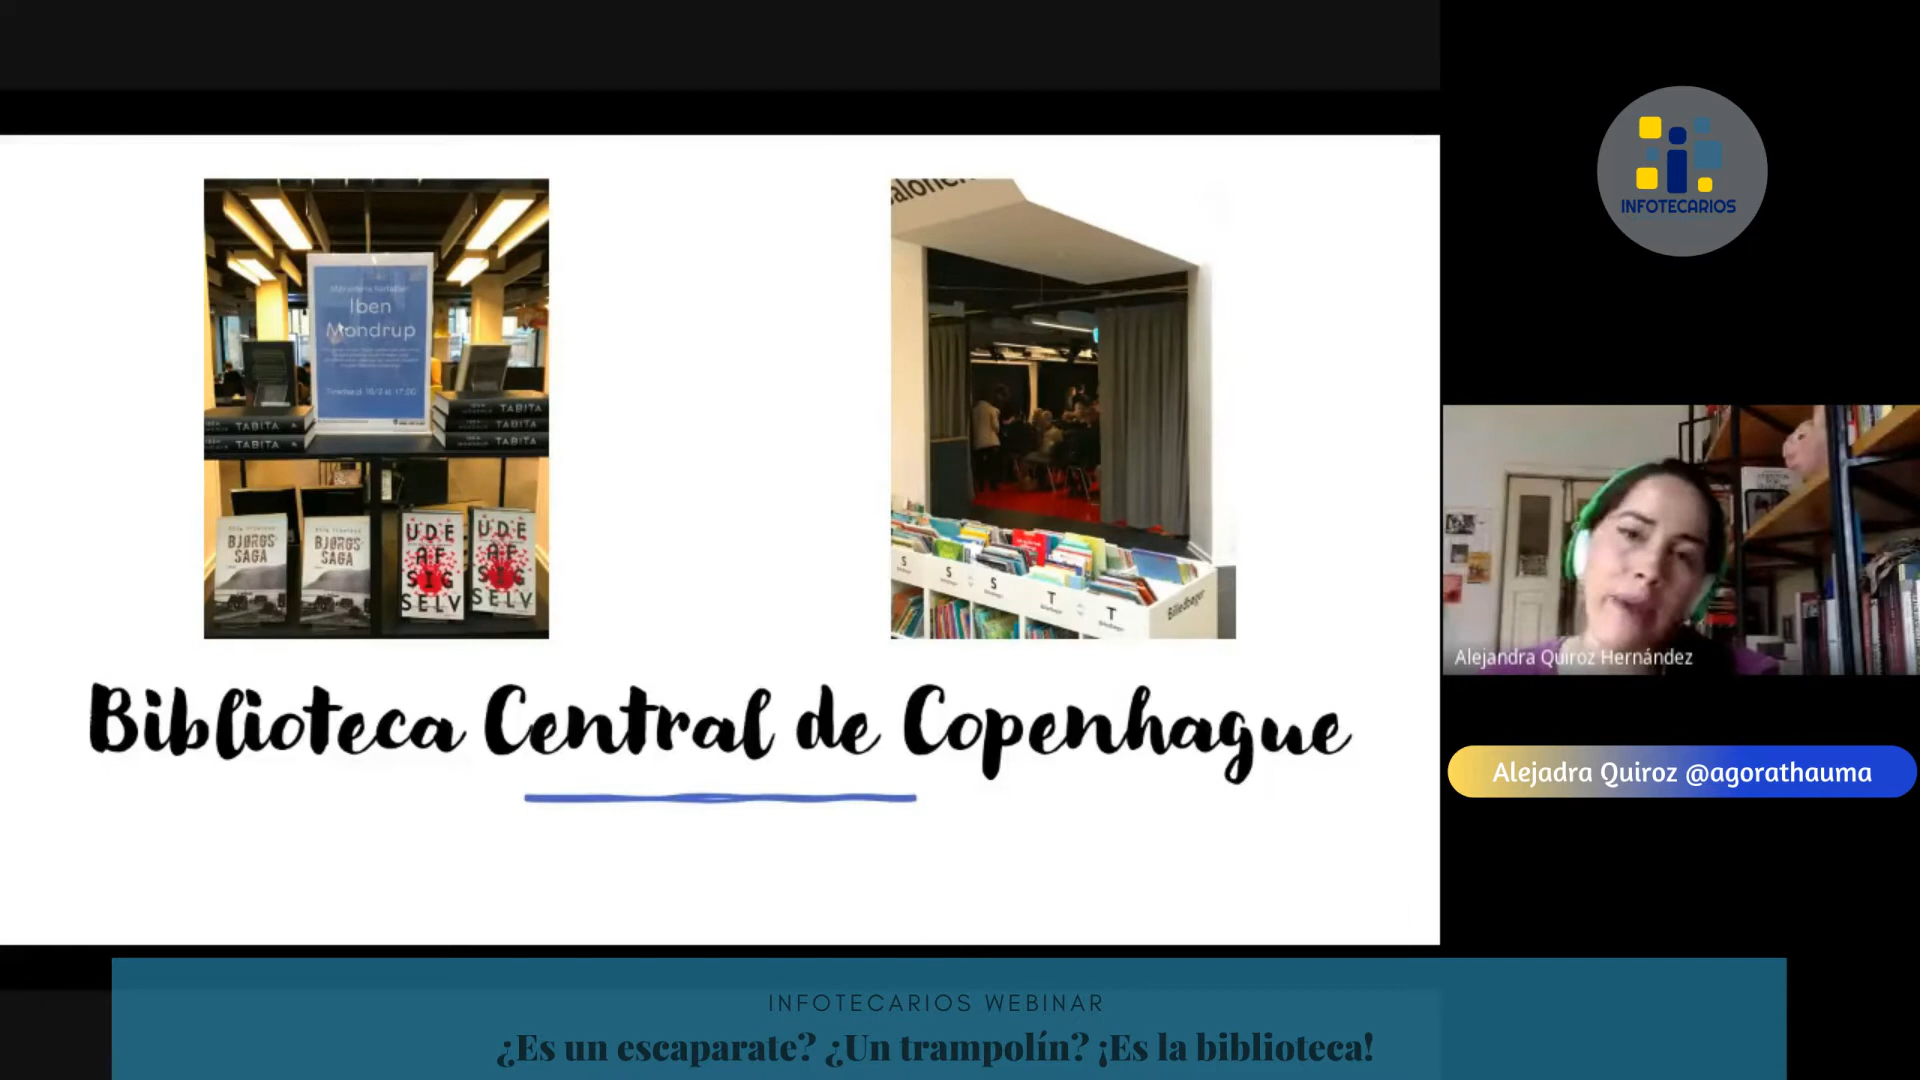 Iben
Mondrup
TABITA
TABITA
TABITA
TABITA
TABITA
BJØRGS
SAGA
BJØRGS
SAGA
UDE
AF
SIG
SELV
UDE
AF
SIG
SELV
S
S
S
T
T
Billedbøger
Biblioteca Central de Copenhague
INFOTECARIOS
Alejandra Quiroz Hernández
Alejadra Quiroz @agorathauma
INFOTECARIOS WEBINAR
¿Es un escaparate? ¿Un trampolín? ¡Es la biblioteca!